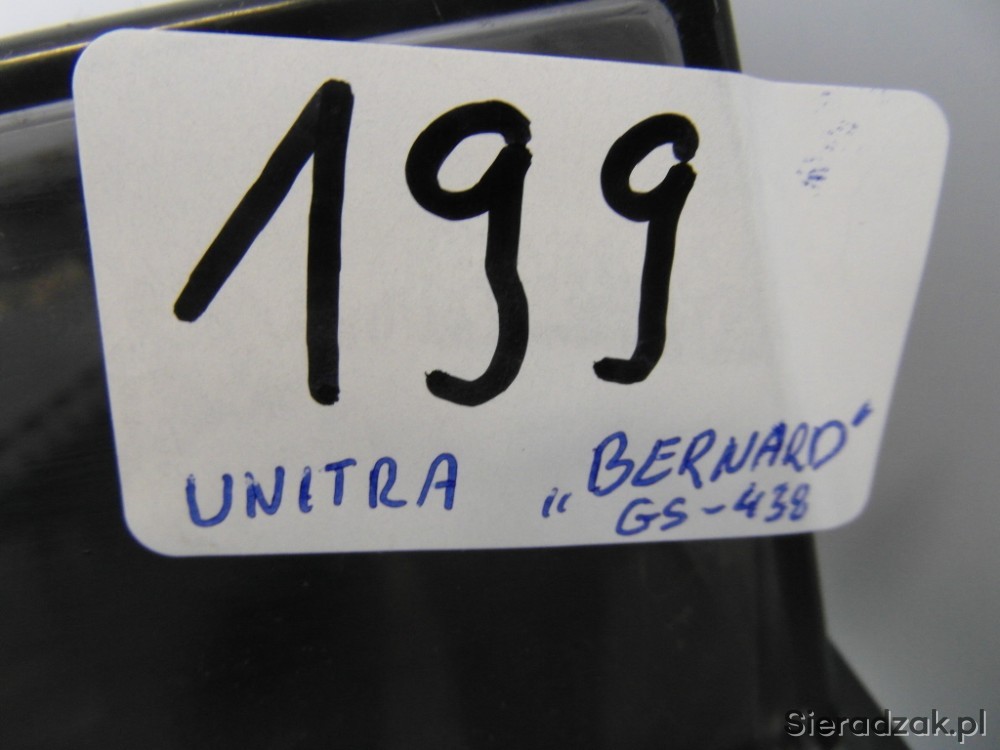 199
UNITRA „BERNARD"
GS-438
Sieradzak.pl